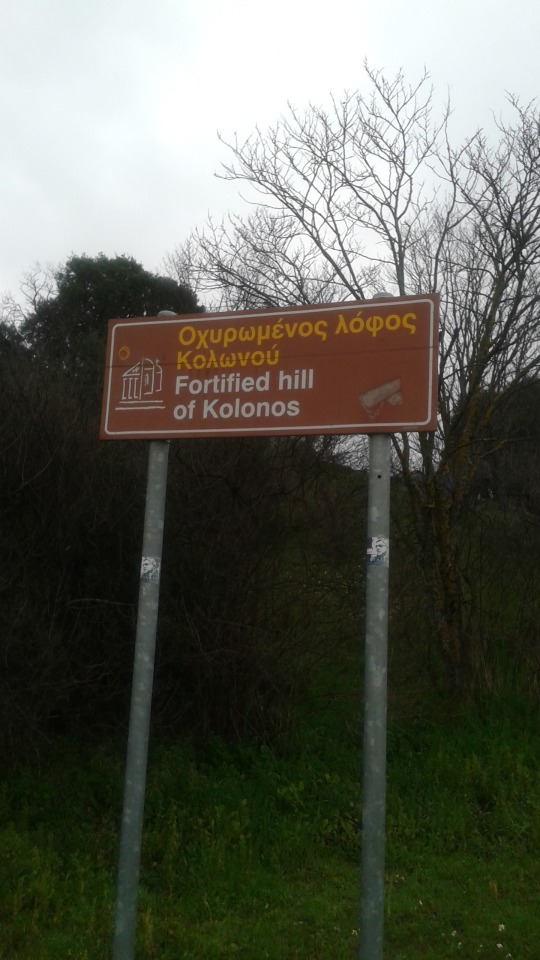 Οχυρωμένος λόφος
Κολωνού
Fortified hill
of Kolonos